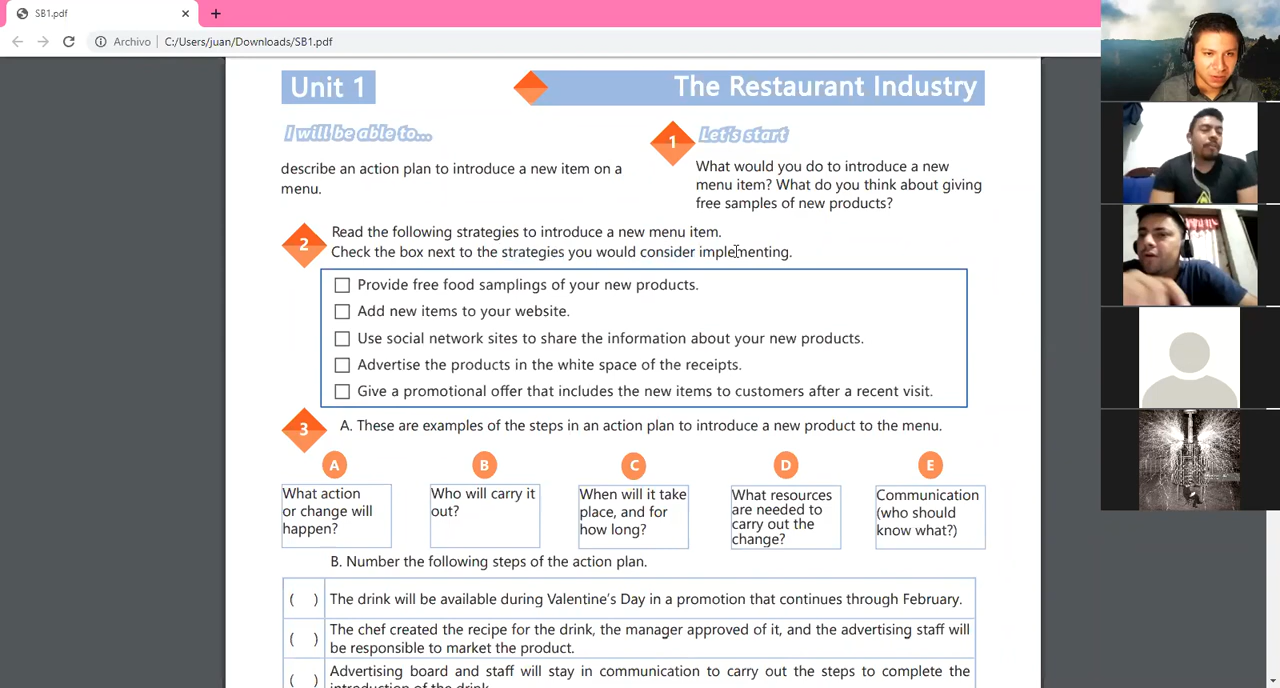 SB1.pdf
Archivo
C:/Users/juan/Downloads/SB1.pdf
Unit 1
The Restaurant Industry
I will be able to...
describe an action plan to introduce a new item on a
menu.
1
Let's start
What would you do to introduce a new
menu item? What do you think about giving
free samples of new products?
2
Read the following strategies to introduce a new menu item.
Check the box next to the strategies you would consider implementing.
Provide free food samplings of your new products.
Add new items to your website.
Use social network sites to share the information about your new products.
Advertise the products in the white space of the receipts.
Give a promotional offer that includes the new items to customers after a recent visit.
3
A. These are examples of the steps in an action plan to introduce a new product to the menu.
A
B
C
D
E
What action
or change will
happen?
Who will carry it
out?
When will it take
place, and for
how long?
What resources
are needed to
carry out the
change?
Communication
(who should
know what?)
B. Number the following steps of the action plan.
( ) The drink will be available during Valentine's Day in a promotion that continues through February.
( ) The chef created the recipe for the drink, the manager approved of it, and the advertising staff will
be responsible to market the product.
( ) Advertising board and staff will stay in communication to carry out the steps to complete the
introduction of the drink.